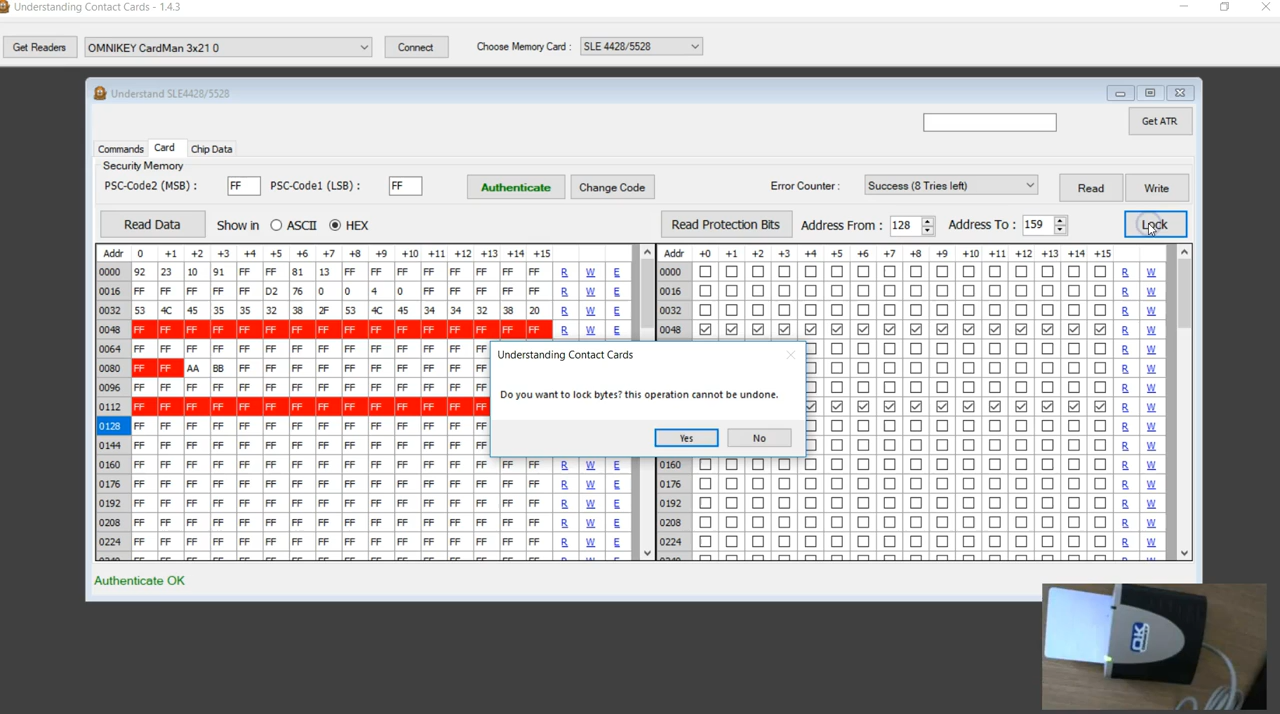 Understanding Contact Cards - 1.4.3
Get Readers OMNIKEY CardMan 3x21 0 Connect Choose Memory Card : SLE 4428/5528
Understand SLE4428/5528
Get ATR
Commands Card Chip Data
Security Memory
PSC-Code2 (MSB) : FF PSC-Code1 (LSB) : FF Authenticate Change Code Error Counter : Success (8 Tries left) Read Write
Read Data Show in ASCII HEX Read Protection Bits Address From : 128 Address To : 159 Lock
Addr 0 +1 +2 +3 +4 +5 +6 +7 +8 +9 +10 +11 +12 +13 +14 +15 Addr +0 +1 +2 +3 +4 +5 +6 +7 +8 +9 +10 +11 +12 +13 +14 +15
0000 92 23 10 91 FF FF 81 13 FF FF FF FF FF FF FF FF R W E 0000 R W
0016 FF FF FF FF FF D2 76 0 0 4 0 FF FF FF FF FF R W E 0016 R W
0032 53 4C 45 35 35 32 38 2F 53 4C 45 34 34 32 38 20 R W E 0032 R W
0048 FF FF FF FF FF FF FF FF FF FF FF FF FF FF FF FF R W E 0048 R W
0064 FF FF FF FF FF FF FF FF FF FF FF FF FF FF R W
0080 FF FF AA BB FF FF FF FF FF FF FF FF FF FF R W
0096 FF FF FF FF FF FF FF FF FF FF FF FF FF FF R W
0112 FF FF FF FF FF FF FF FF FF FF FF FF FF FF R W
0128 FF FF FF FF FF FF FF FF FF FF FF FF FF FF R W
0144 FF FF FF FF FF FF FF FF FF FF FF FF FF FF R W
Understanding Contact Cards
Do you want to lock bytes? this operation cannot be undone.
Yes No
0160 FF FF FF FF FF FF FF FF FF FF FF FF FF FF FF FF R W E 0160 R W
0176 FF FF FF FF FF FF FF FF FF FF FF FF FF FF FF FF R W E 0176 R W
0192 FF FF FF FF FF FF FF FF FF FF FF FF FF FF FF FF R W E 0192 R W
0208 FF FF FF FF FF FF FF FF FF FF FF FF FF FF FF FF R W E 0208 R W
0224 FF FF FF FF FF FF FF FF FF FF FF FF FF FF FF FF R W E 0224 R W
Authenticate OK